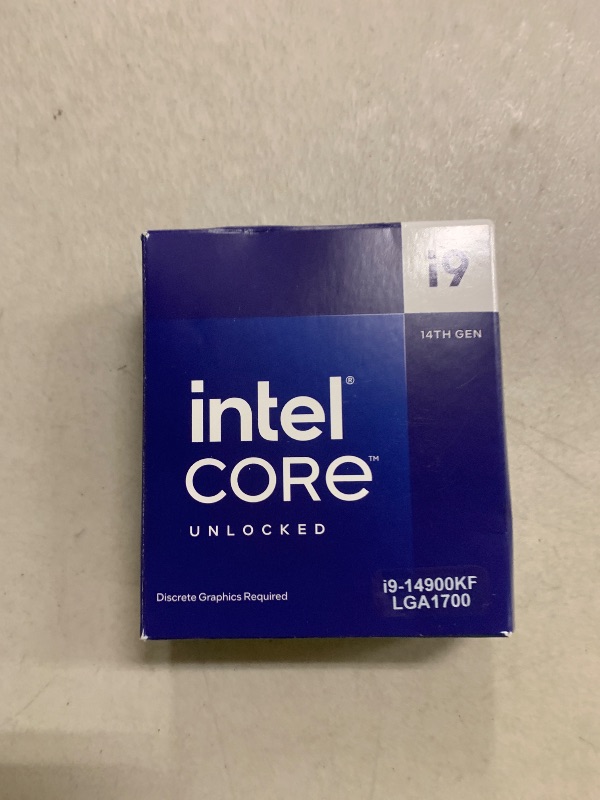 i9
14TH GEN
intel®
CORe™
UNLOCKED
Discrete Graphics Required
i9-14900KF
LGA1700